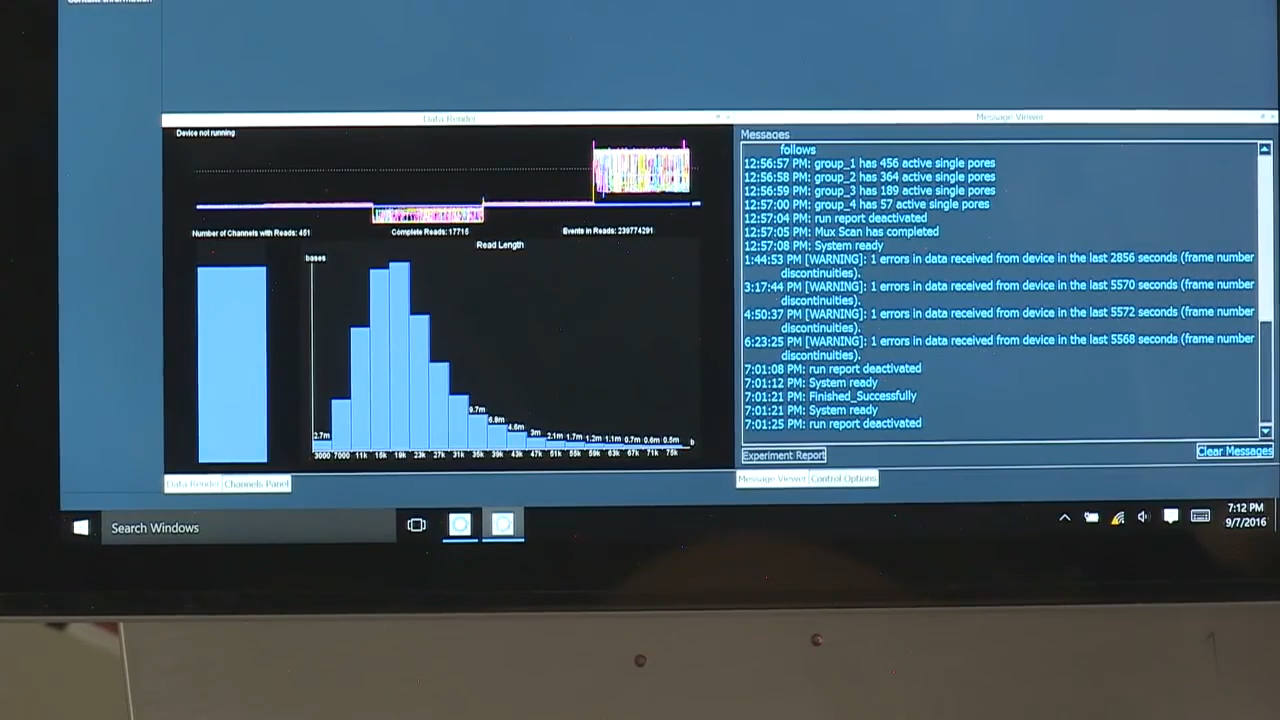 Context Information
Data Render
Device not running
Number of Channels with Reads: 451
Complete Reads: 17715
Events in Reads: 239774291
Read Length
bases
2.7m
9.7m
6.8m
4.6m
3m
2.1m
1.7m
1.2m
1.1m
0.7m
0.6m
0.5m
b
3000 7000 11k 15k 19k 23k 27k 31k 35k 39k 43k 47k 51k 55k 59k 63k 67k 71k 75k
Data Render Channels Panel
Message Viewer
Messages
follows
12:56:57 PM: group_1 has 456 active single pores
12:56:58 PM: group_2 has 364 active single pores
12:56:59 PM: group_3 has 189 active single pores
12:57:00 PM: group_4 has 57 active single pores
12:57:04 PM: run report deactivated
12:57:05 PM: Mux Scan has completed
12:57:08 PM: System ready
1:44:53 PM [WARNING]: 1 errors in data received from device in the last 2856 seconds (frame number
discontinuities).
3:17:44 PM [WARNING]: 1 errors in data received from device in the last 5570 seconds (frame number
discontinuities).
4:50:37 PM [WARNING]: 1 errors in data received from device in the last 5572 seconds (frame number
discontinuities).
6:23:25 PM [WARNING]: 1 errors in data received from device in the last 5568 seconds (frame number
discontinuities).
7:01:08 PM: run report deactivated
7:01:12 PM: System ready
7:01:21 PM: Finished_Successfully
7:01:21 PM: System ready
7:01:25 PM: run report deactivated
Experiment Report
Clear Messages
Message Viewer Control Options
Search Windows
7:12 PM
9/7/2016